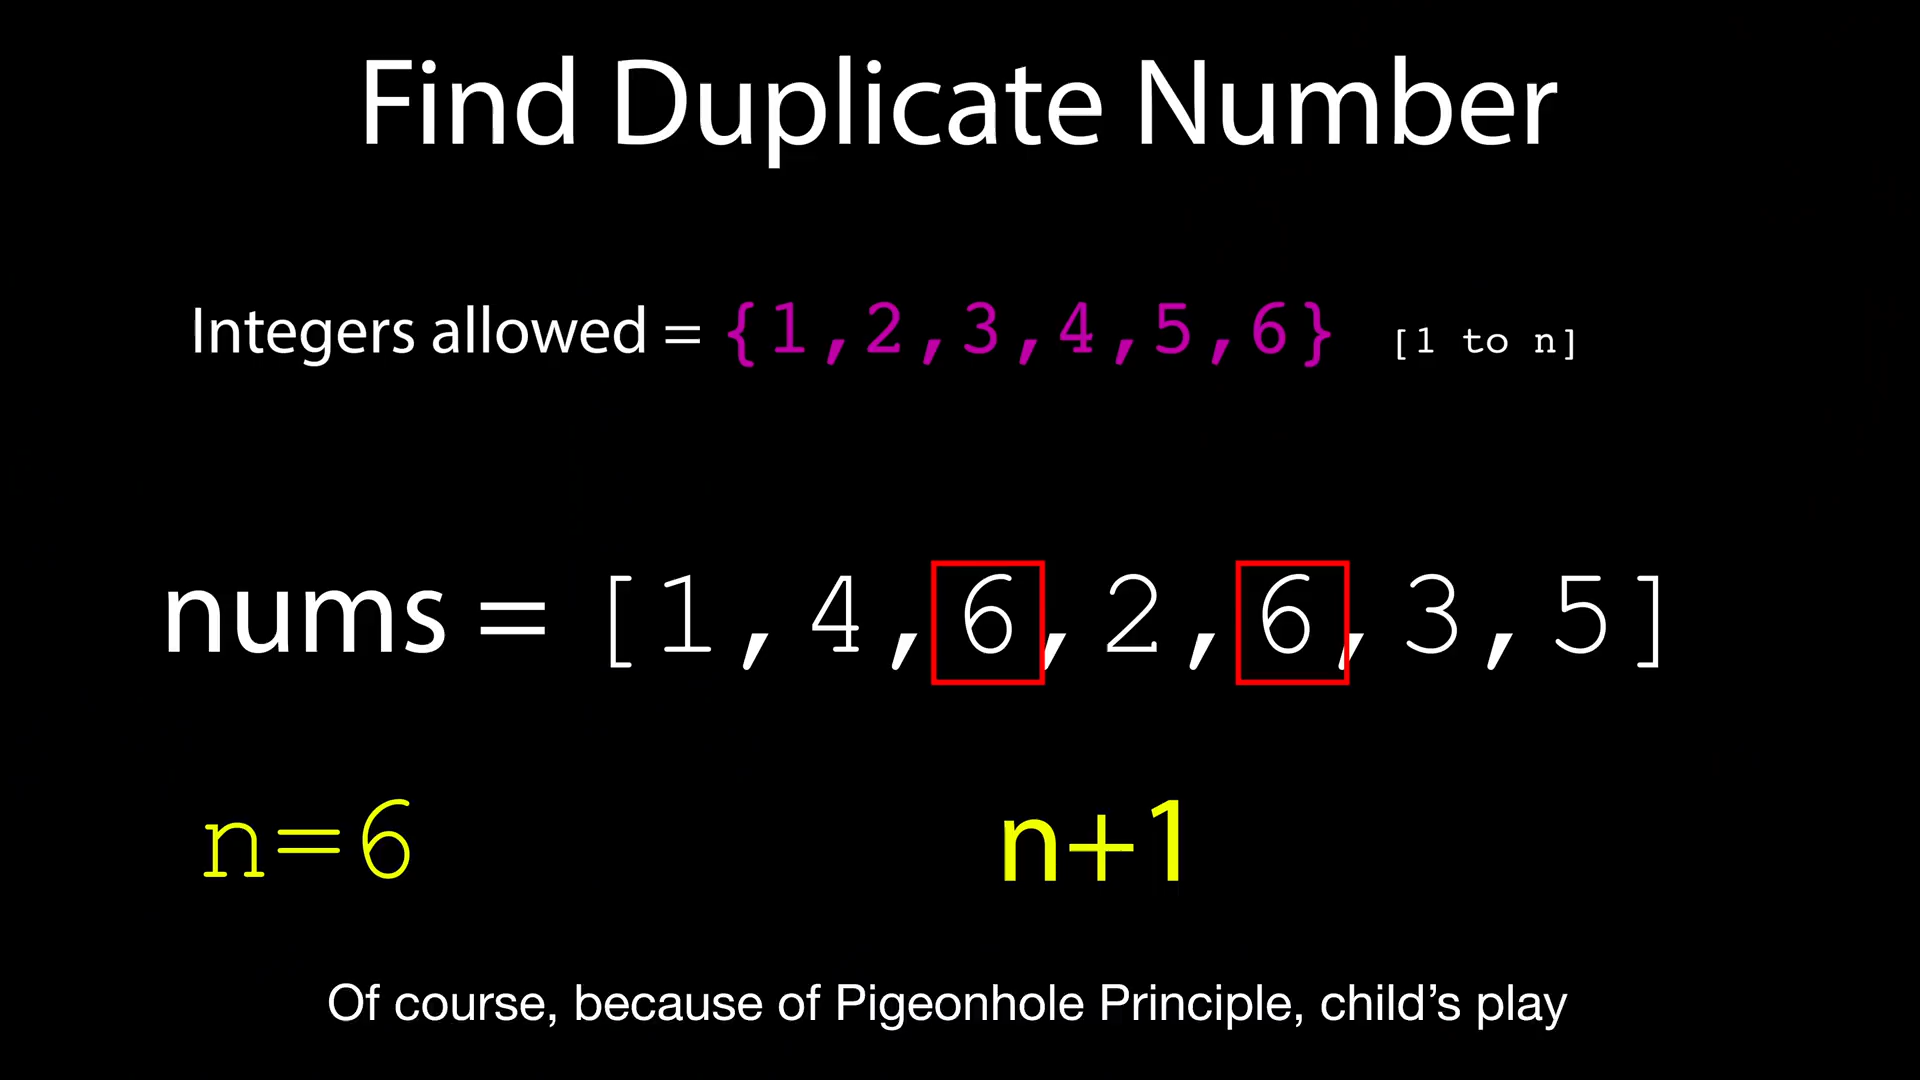 Find Duplicate Number
Integers allowed = {1,2,3,4,5,6} [1 to n]
nums = [1,4,6,2,6,3,5]
n=6 n+1
Of course, because of Pigeonhole Principle, child’s play